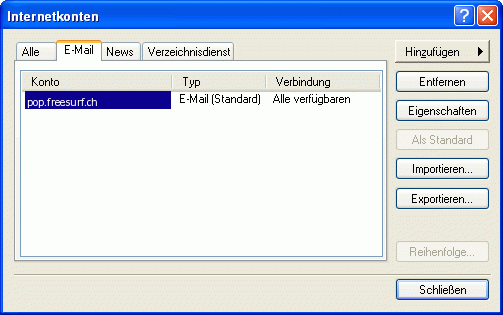 Internetkonten
Alle E-Mail News Verzeichnisdienst
Konto Typ Verbindung
pop.freesurf.ch E-Mail (Standard) Alle verfügbaren
Hinzufügen
Entfernen
Eigenschaften
Als Standard
Importieren...
Exportieren...
Reihenfolge...
Schließen